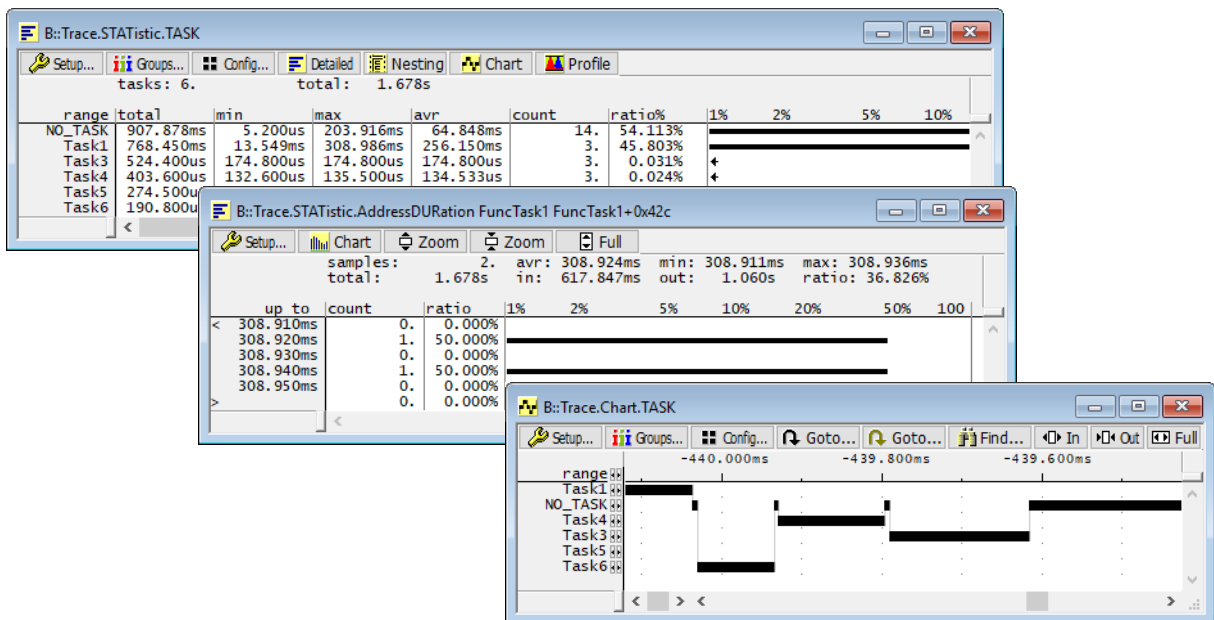 B::Trace.STATistic.TASK
Setup... Groups... Config... Detailed Nesting Chart Profile
tasks: 6. total: 1.678s
range total min max avr count ratio% 1% 2% 5% 10%
NO_TASK 907.878ms 5.200us 203.916ms 64.848ms 14. 54.113%
Task1 768.450ms 13.549ms 308.986ms 256.150ms 3. 45.803%
Task3 524.400us 174.800us 174.800us 174.800us 3. 0.031%
Task4 403.600us 132.600us 135.500us 134.533us 3. 0.024%
Task5 274.500u
Task6 190.800u
B::Trace.STATistic.AddressDURation FuncTask1 FuncTask1+0x42c
Setup... Chart Zoom Zoom Full
samples: 2. avr: 308.924ms min: 308.911ms max: 308.936ms
total: 1.678s in: 617.847ms out: 1.060s ratio: 36.826%
up to count ratio 1% 2% 5% 10% 20% 50% 100
< 308.910ms 0. 0.000%
308.920ms 1. 50.000%
308.930ms 0. 0.000%
308.940ms 1. 50.000%
308.950ms 0. 0.000%
> 0. 0.000%
B::Trace.Chart.TASK
Setup... Groups... Config... Goto... Goto... Find... In Out Full
-440.000ms -439.800ms -439.600ms
range
Task1
NO_TASK
Task4
Task3
Task5
Task6